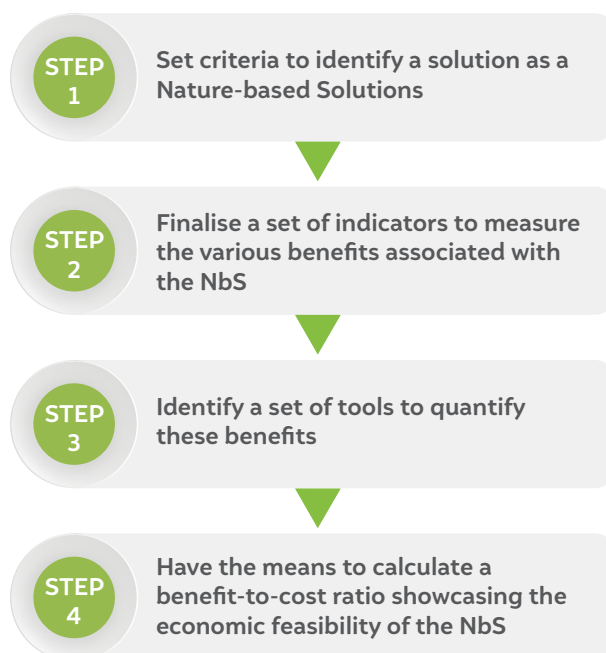 STEP
1
Set criteria to identify a solution as a
Nature-based Solutions
STEP
2
Finalise a set of indicators to measure
the various benefits associated with
the NbS
STEP
3
Identify a set of tools to quantify
these benefits
STEP
4
Have the means to calculate a
benefit-to-cost ratio showcasing the
economic feasibility of the NbS